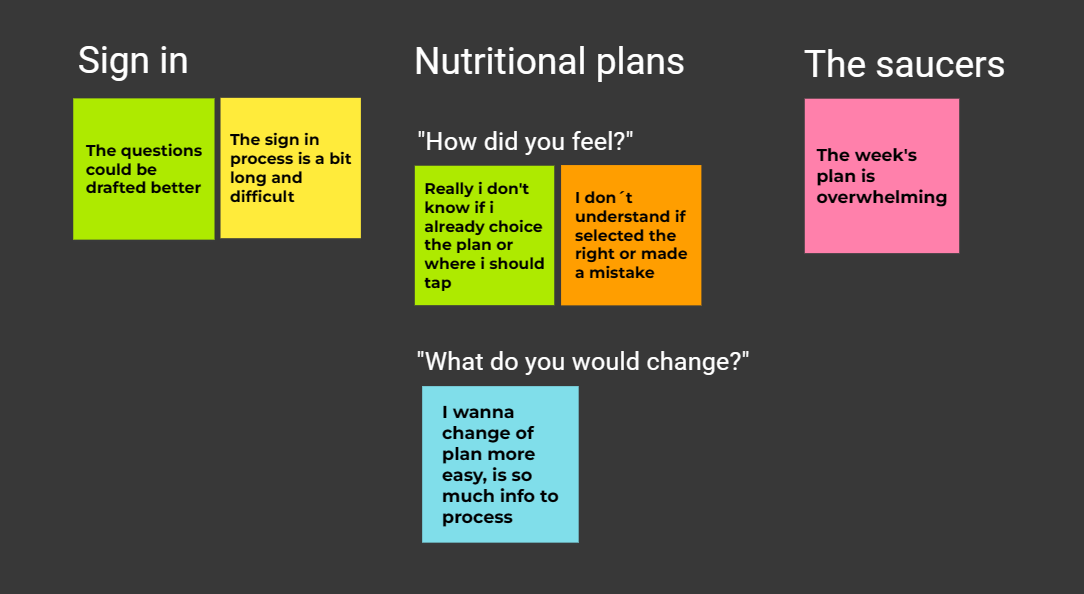 Sign in
The questions
could be
drafted better
The sign in
process is a bit
long and
difficult
Nutritional plans
"How did you feel?"
Really i don't
know if i
already choice
the plan or
where i should
tap
I don´t
understand if
selected the
right or made
a mistake
"What do you would change?"
I wanna
change of
plan more
easy, is so
much info to
process
The saucers
The week's
plan is
overwhelming